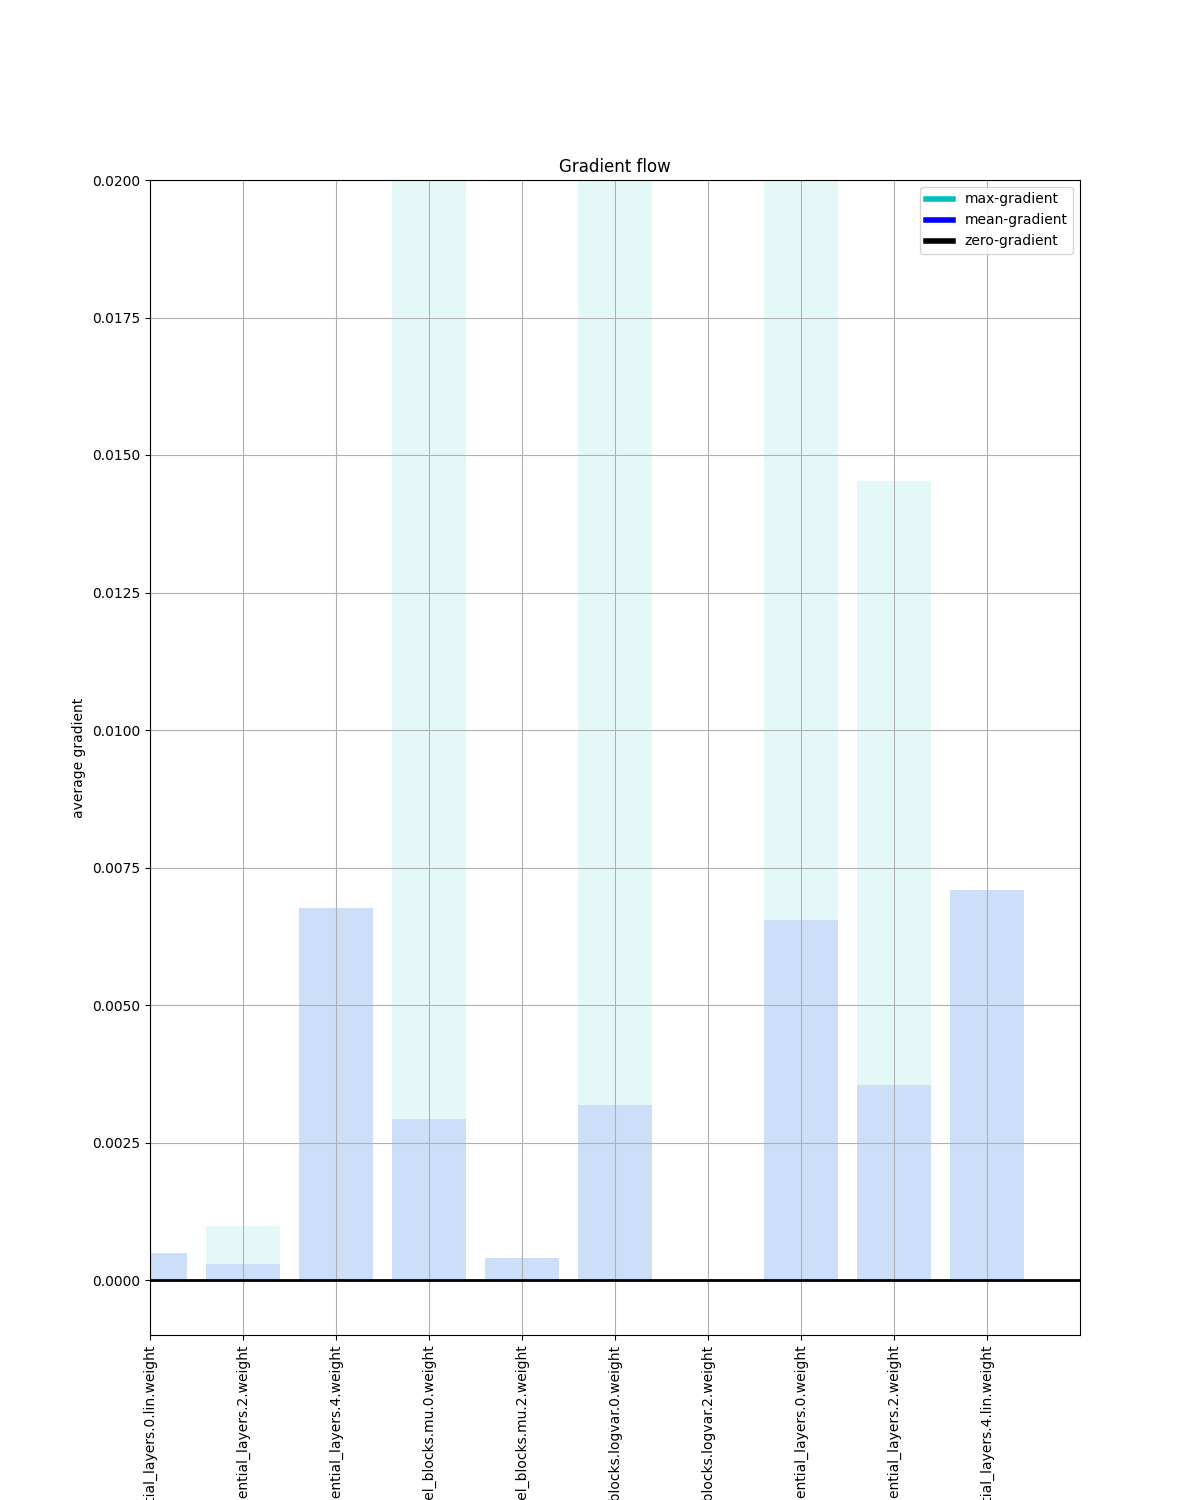 Gradient flow
0.0200
0.0175
0.0150
0.0125
0.0100
0.0075
0.0050
0.0025
0.0000
average gradient
max-gradient
mean-gradient
zero-gradient
tial_layers.0.lin.weight
ential_layers.2.weight
ential_layers.4.weight
el_blocks.mu.0.weight
el_blocks.mu.2.weight
blocks.logvar.0.weight
blocks.logvar.2.weight
ential_layers.0.weight
ential_layers.2.weight
tial_layers.4.lin.weight